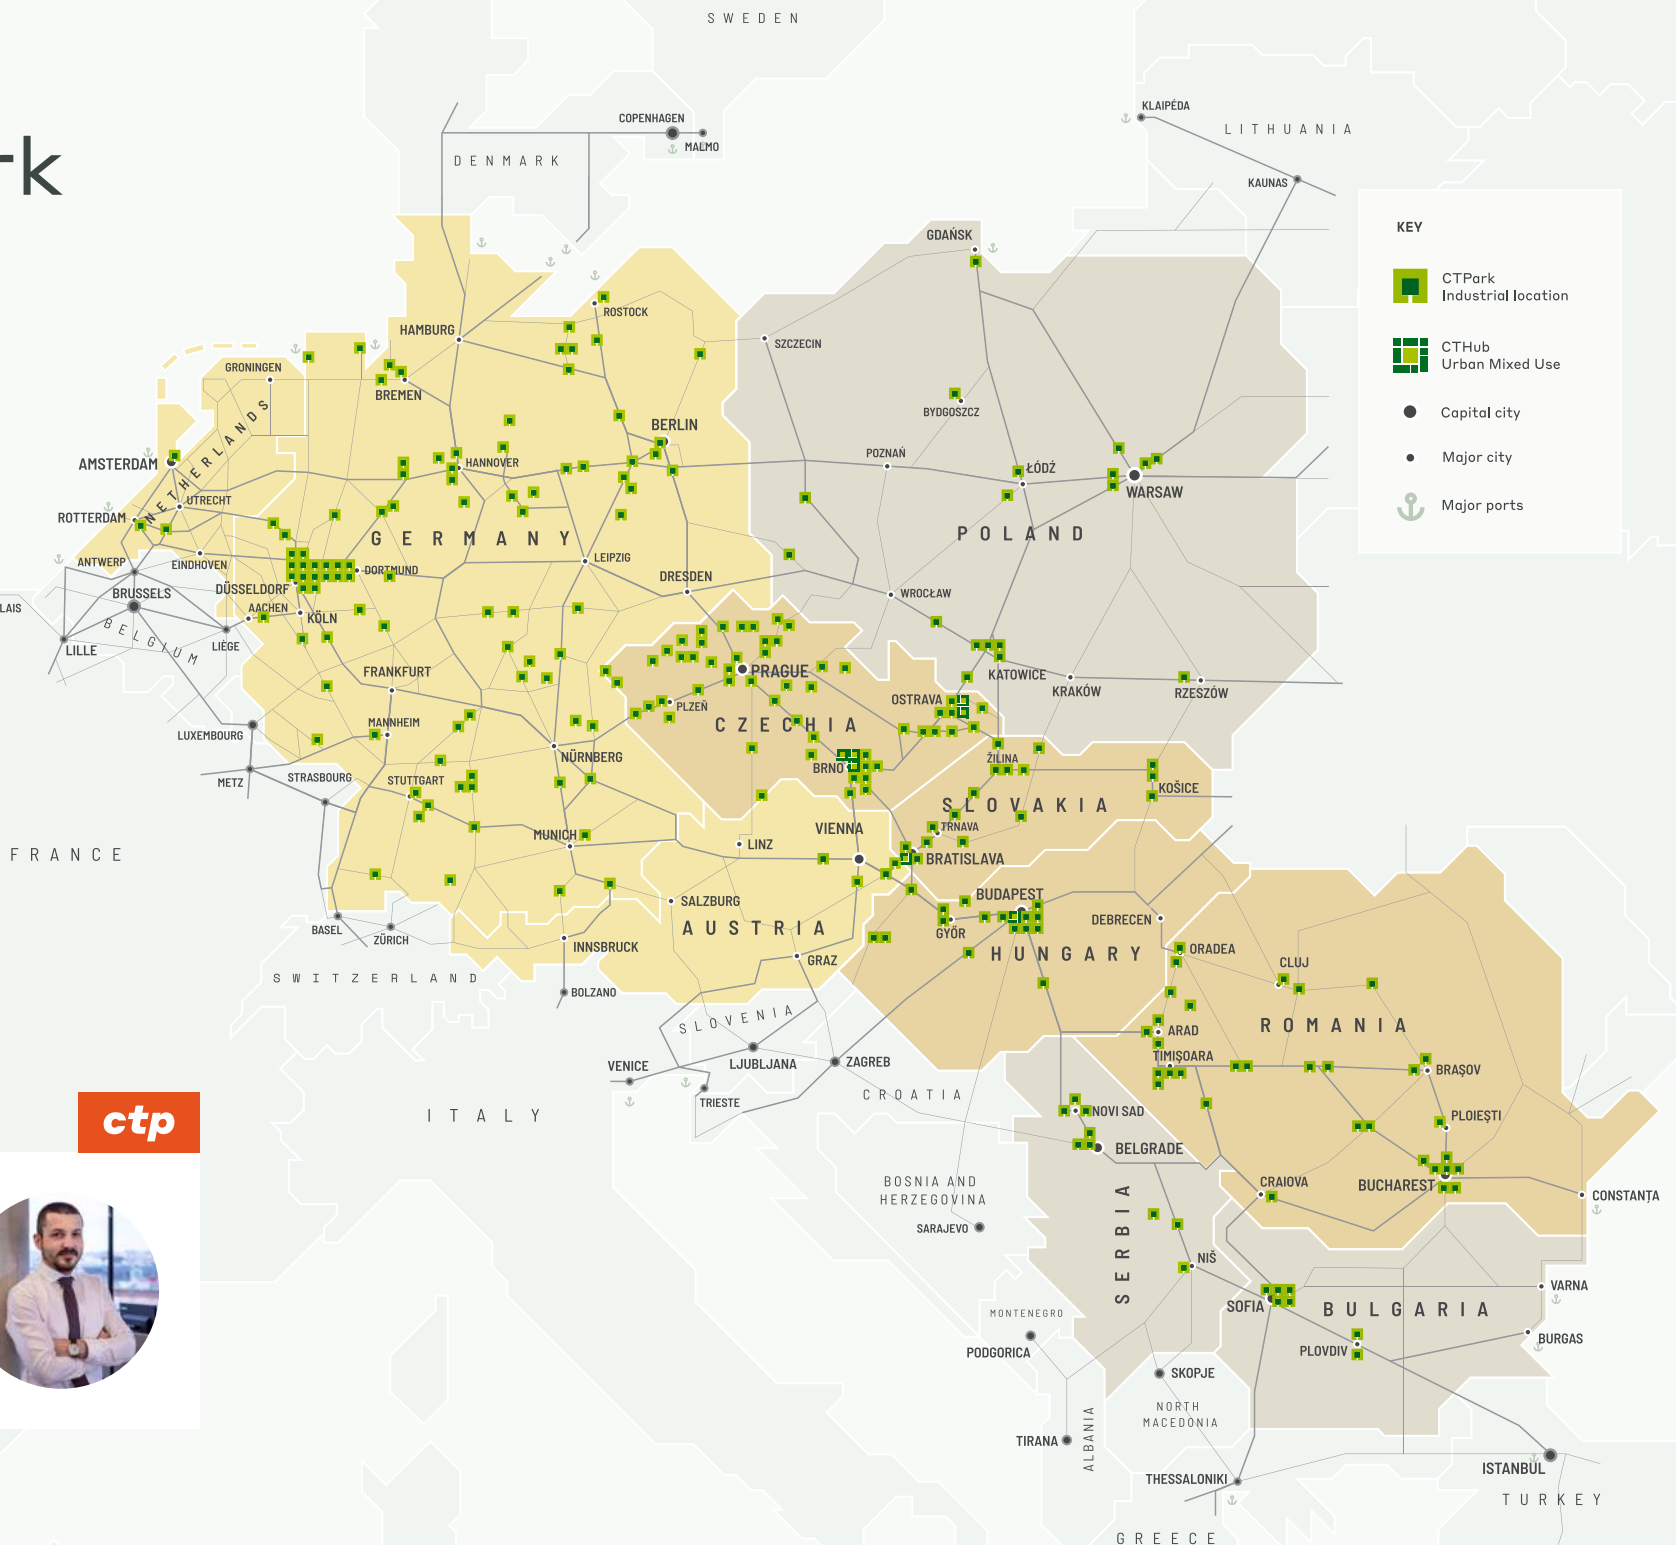 SWEDEN
KLAIPÉDA
COPENHAGEN
LITHUANIA
MALMO
DENMARK
rk
KAUNAS
KEY
GDAŃSK
CTPark
Industrial location
ROSTOCK
HAMBURG
SZCZECIN
CTHub
Urban Mixed Use
GRONINGEN
BREMEN
BYDGOSZCZ
Capital city
NETHERLANDS
BERLIN
POZNAŃ
Major city
AMSTERDAM
HANNOVER
ŁÓDŹ
WARSAW
UTRECHT
Major ports
ROTTERDAM
GERMANY
POLAND
ANTWERP
EINDHOVEN
LEIPZIG
DORTMUND
DRESDEN
BRUSSELS
DÜSSELDORF
WROCŁAW
LAIS
AACHEN
KÖLN
BELGIUM
LILLE
LIÈGE
FRANKFURT
PRAGUE
KATOWICE
KRAKÓW
RZESZÓW
OSTRAVA
PLZEŇ
LUXEMBOURG
MANNHEIM
CZECHIA
NÜRNBERG
ŽILINA
BRNO
METZ
STRASBOURG
STUTTGART
KOŠICE
SLOVAKIA
MUNICH
VIENNA
TRNAVA
LINZ
FRANCE
BRATISLAVA
SALZBURG
BUDAPEST
DEBRECEN
BASEL
ZÜRICH
AUSTRIA
GYŐR
INNSBRUCK
HUNGARY
ORADEA
GRAZ
CLUJ
SWITZERLAND
BOLZANO
SLOVENIA
ROMANIA
ARAD
TIMIŞOARA
VENICE
LJUBLJANA
ZAGREB
BRAŞOV
TRIESTE
CROATIA
ITALY
NOVI SAD
PLOIEŞTI
ctp
BELGRADE
BOSNIA AND
HERZEGOVINA
CRAIOVA
BUCHAREST
CONSTANȚA
SARAJEVO
SERBIA
NIŠ
VARNA
SOFIA
BULGARIA
MONTENEGRO
BURGAS
PODGORICA
PLOVDIV
SKOPJE
NORTH
MACEDONIA
TIRANA
ALBANIA
THESSALONIKI
ISTANBUL
TURKEY
GREECE